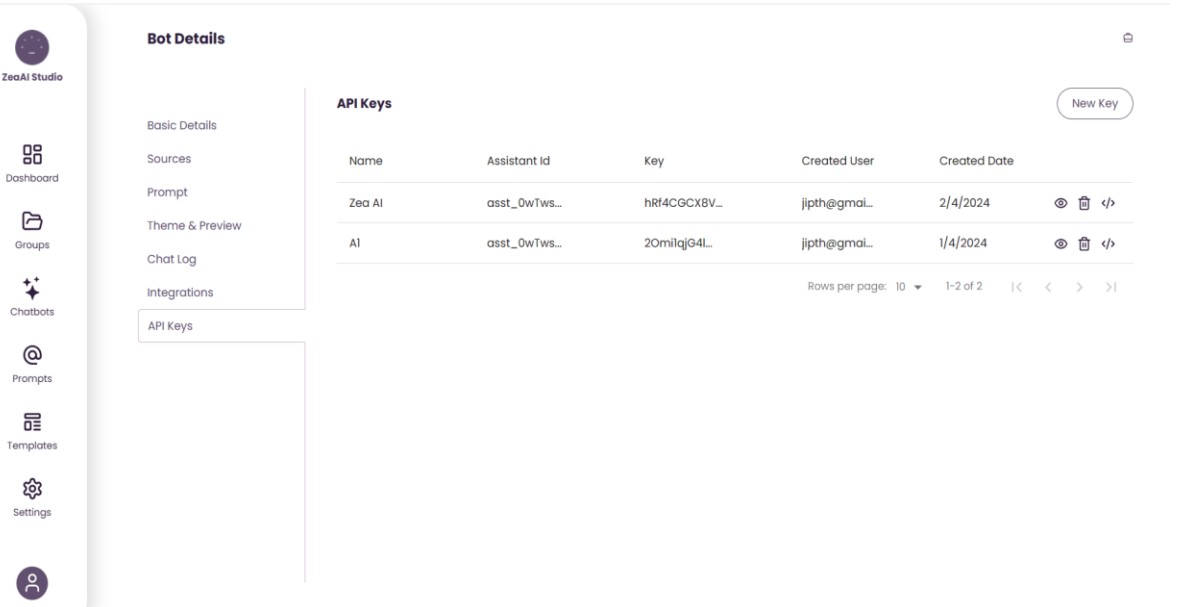 ZeaAI Studio
Dashboard
Groups
Chatbots
Prompts
Templates
Settings
Bot Details
Basic Details
Sources
Prompt
Theme & Preview
Chat Log
Integrations
API Keys
API Keys
New Key
Name Assistant Id Key Created User Created Date
Zea AI asst_0wTws... hRf4CGCX8V... jipth@gmai... 2/4/2024
A1 asst_0wTws... 2Omi1qjG4l... jipth@gmai... 1/4/2024
Rows per page: 10 1-2 of 2